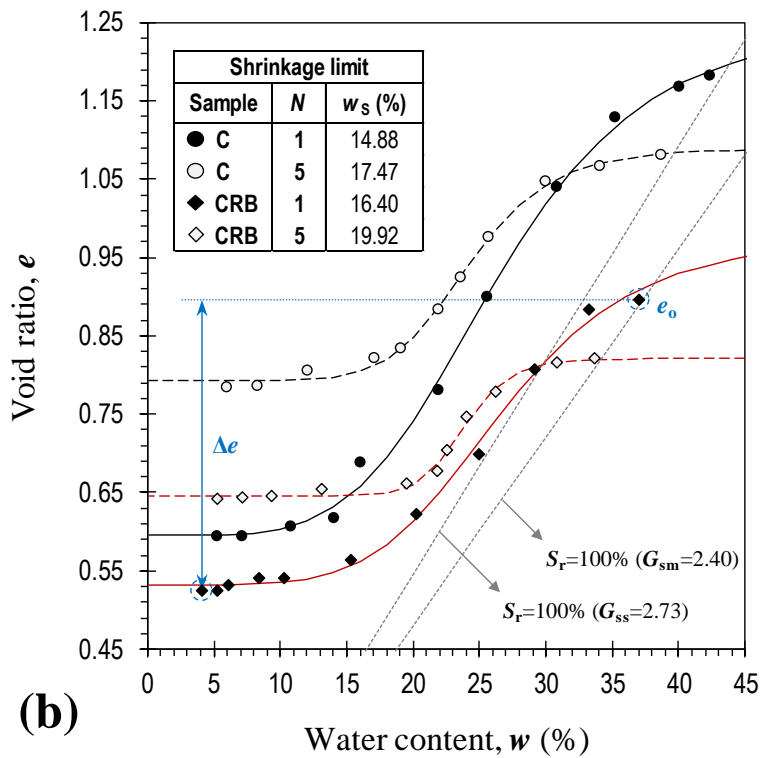 1.25
1.15
1.05
0.95
0.85
0.75
0.65
0.55
0.45
Void ratio, e
Shrinkage limit
Sample N wS (%)
C 1 14.88
C 5 17.47
CRB 1 16.40
CRB 5 19.92
eo
Δe
Sr=100% (Gsm=2.40)
Sr=100% (Gss=2.73)
0 5 10 15 20 25 30 35 40 45
(b)
Water content, w (%)